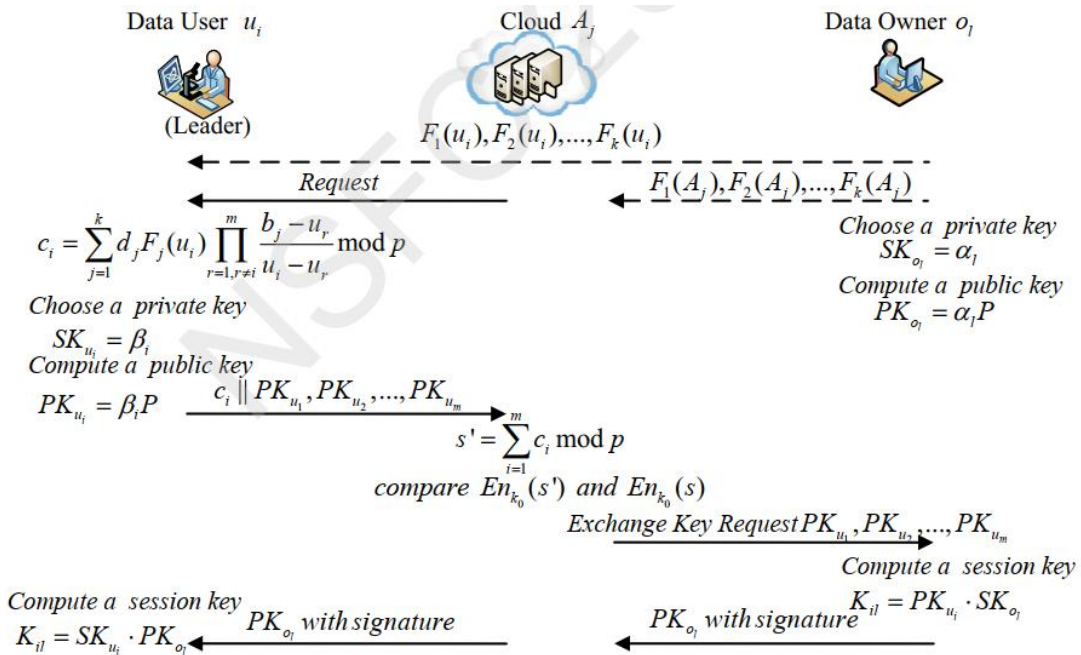 Data User u_i
Cloud A_j
Data Owner o_l
(Leader)
F_1(u_i), F_2(u_i),..., F_k(u_i)
Request
F_1(A_j), F_2(A_j),..., F_k(A_j)
c_i = \sum_{j=1}^{k} d_j F_j(u_i) \prod_{r=1,r≠i}^{m} \frac{b_j - u_r}{u_i - u_r} mod p
Choose a private key
SK_{o_l} = α_l
Compute a public key
PK_{o_l} = α_l P
Choose a private key
SK_{u_i} = β_i
Compute a public key
PK_{u_i} = β_i P
c_i || PK_{u_1}, PK_{u_2},..., PK_{u_m}
s' = \sum_{i=1}^{m} c_i mod p
compare En_{k_0}(s') and En_{k_0}(s)
Exchange Key Request PK_{u_1}, PK_{u_2},..., PK_{u_m}
Compute a session key
K_{il} = PK_{u_i} · SK_{o_l}
PK_{o_l} with signature
Compute a session key
K_{il} = SK_{u_i} · PK_{o_l}
PK_{o_l} with signature
NSFC